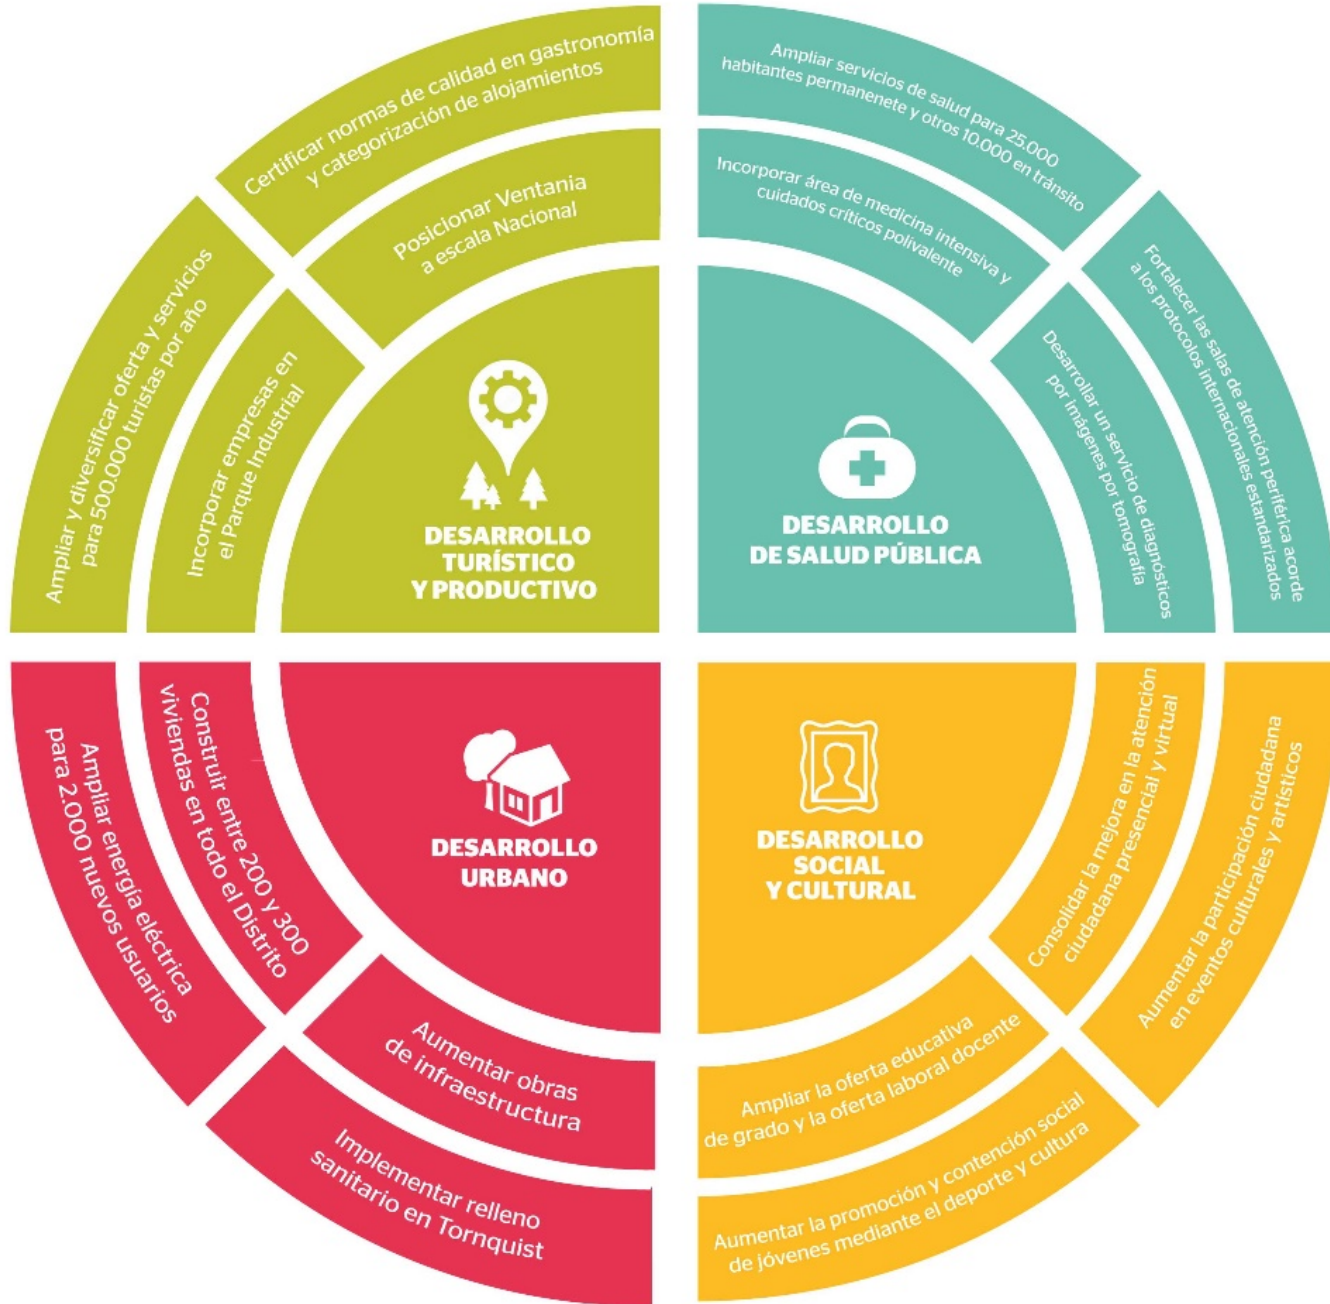 Certificar normas de calidad en gastronomía
y categorización de alojamientos
Posicionar Ventania
a escala Nacional
Ampliar y diversificar oferta y servicios
para 500.000 turistas por año
Incorporar empresas en
el Parque Industrial
DESARROLLO
TURÍSTICO
Y PRODUCTIVO
Ampliar servicios de salud para 25.000
habitantes permanenete y otros 10.000 en tránsito
Incorporar área de medicina intensiva y
cuidados críticos polivalente
Fortalecer las salas de atención periférica acorde
a los protocolos internacionales estandarizados
Desarrollar un servicio de diagnósticos
por imágenes por tomografía
DESARROLLO
DE SALUD PÚBLICA
Ampliar energía eléctrica
para 2.000 nuevos usuarios
Construir entre 200 y 300
viviendas en todo el Distrito
DESARROLLO
URBANO
Aumentar obras
de infraestructura
Implementar relleno
sanitario en Tornquist
DESARROLLO
SOCIAL
Y CULTURAL
Consolidar la mejora en la atención
ciudadana presencial y virtual
Aumentar la participación ciudadana
en eventos culturales y artísticos
Ampliar la oferta educativa
de grado y la oferta laboral docente
Aumentar la promoción y contención social
de jóvenes mediante el deporte y cultura